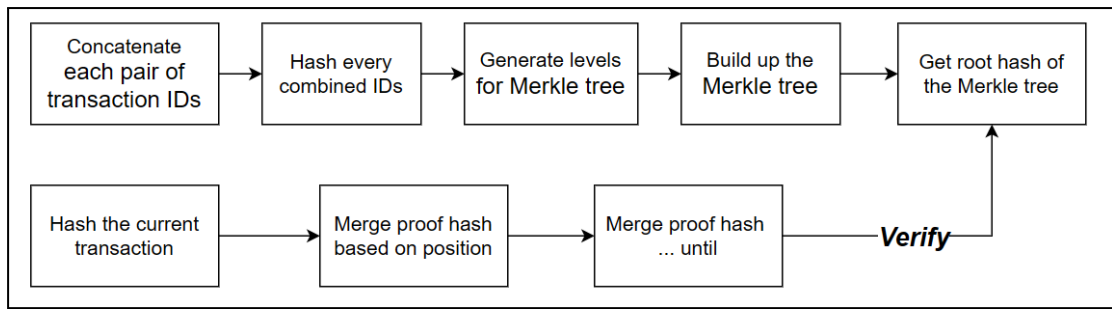 Concatenate
each pair of
transaction IDs
Hash every
combined IDs
Generate levels
for Merkle tree
Build up the
Merkle tree
Get root hash of
the Merkle tree
Hash the current
transaction
Merge proof hash
based on position
Merge proof hash
... until
Verify